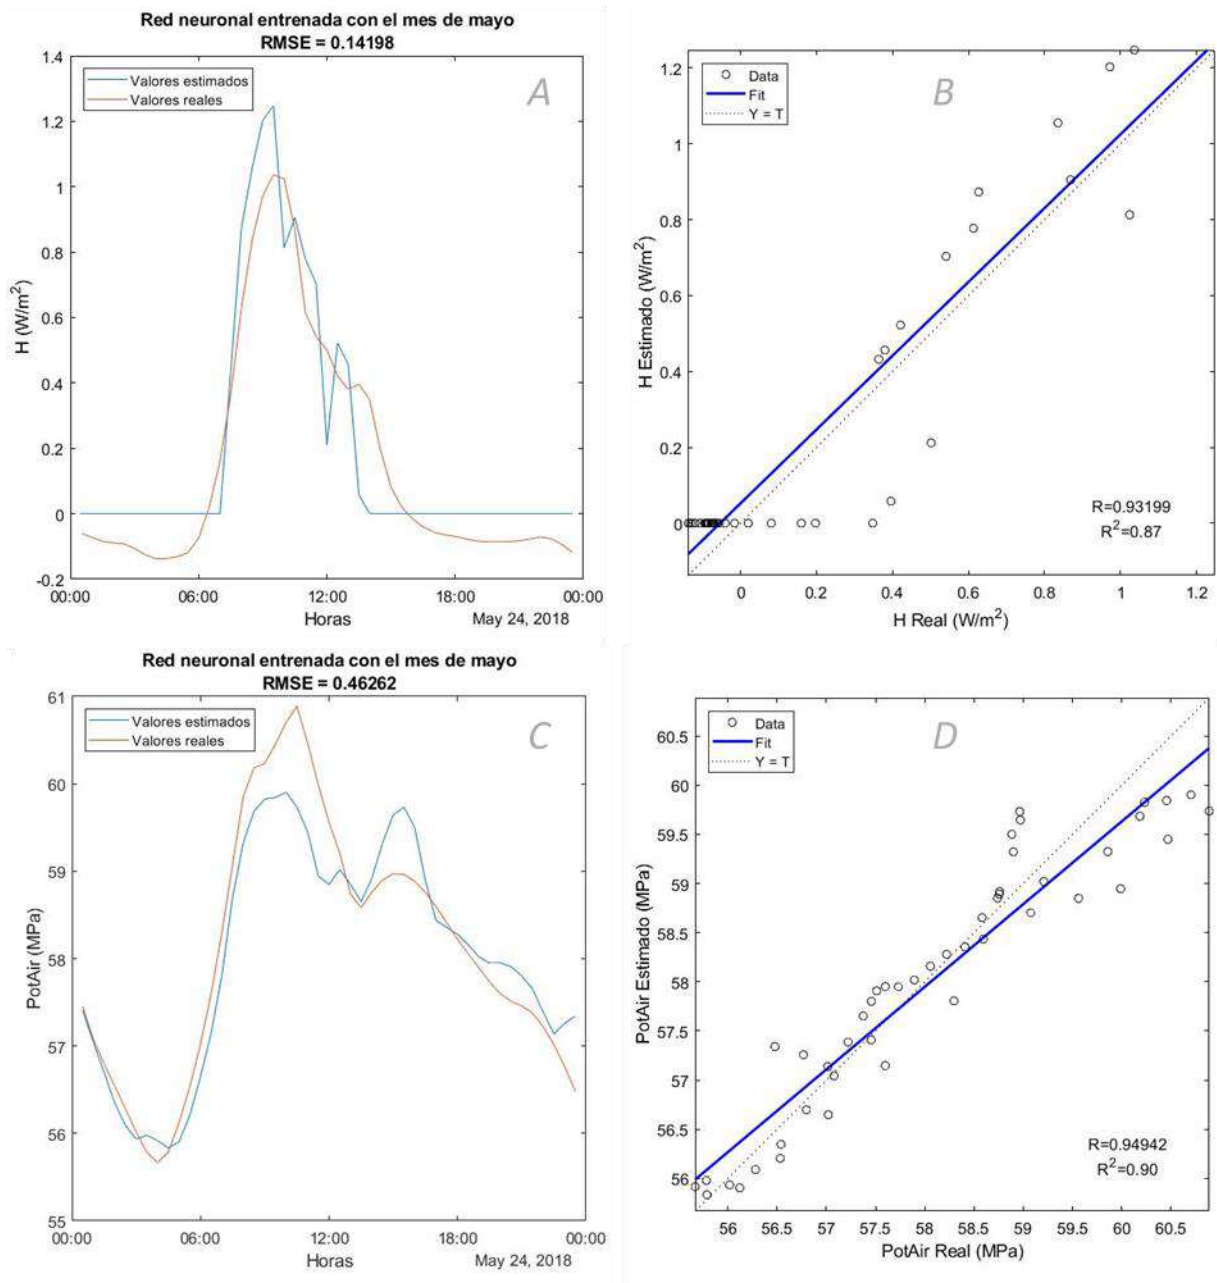 Red neuronal entrenada con el mes de mayo
RMSE = 0.14198
1.4
1.2
1
0.8
0.6
0.4
0.2
0
-0.2
H (W/m²)
Valores estimados
Valores reales
A
00:00
06:00
12:00
18:00
00:00
Horas
May 24, 2018
1.2
1
0.8
0.6
0.4
0.2
0
H Estimado (W/m²)
Data
Fit
Y = T
B
R=0.93199
R²=0.87
0
0.2
0.4
0.6
0.8
1
1.2
H Real (W/m²)
Red neuronal entrenada con el mes de mayo
RMSE = 0.46262
61
60
59
58
57
56
55
PotAir (MPa)
Valores estimados
Valores reales
C
00:00
06:00
12:00
18:00
00:00
Horas
May 24, 2018
60.5
60
59.5
59
58.5
58
57.5
57
56.5
56
PotAir Estimado (MPa)
Data
Fit
Y = T
D
R=0.94942
R²=0.90
56
56.5
57
57.5
58
58.5
59
59.5
60
60.5
PotAir Real (MPa)